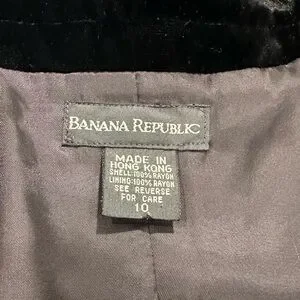 BANANA REPUBLIC
MADE IN
HONG KONG
SHELL:100% RAYON
LINING:100% RAYON
SEE REVERSE
FOR CARE
10